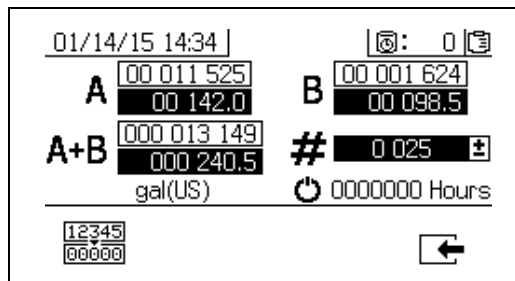 01/14/15 14:34 : 0
A 00 011 525 B 00 001 624
00 142.0 00 098.5
A+B 000 013 149 # 0 025 ±
000 240.5
gal(US) 0000000 Hours
12345
00000